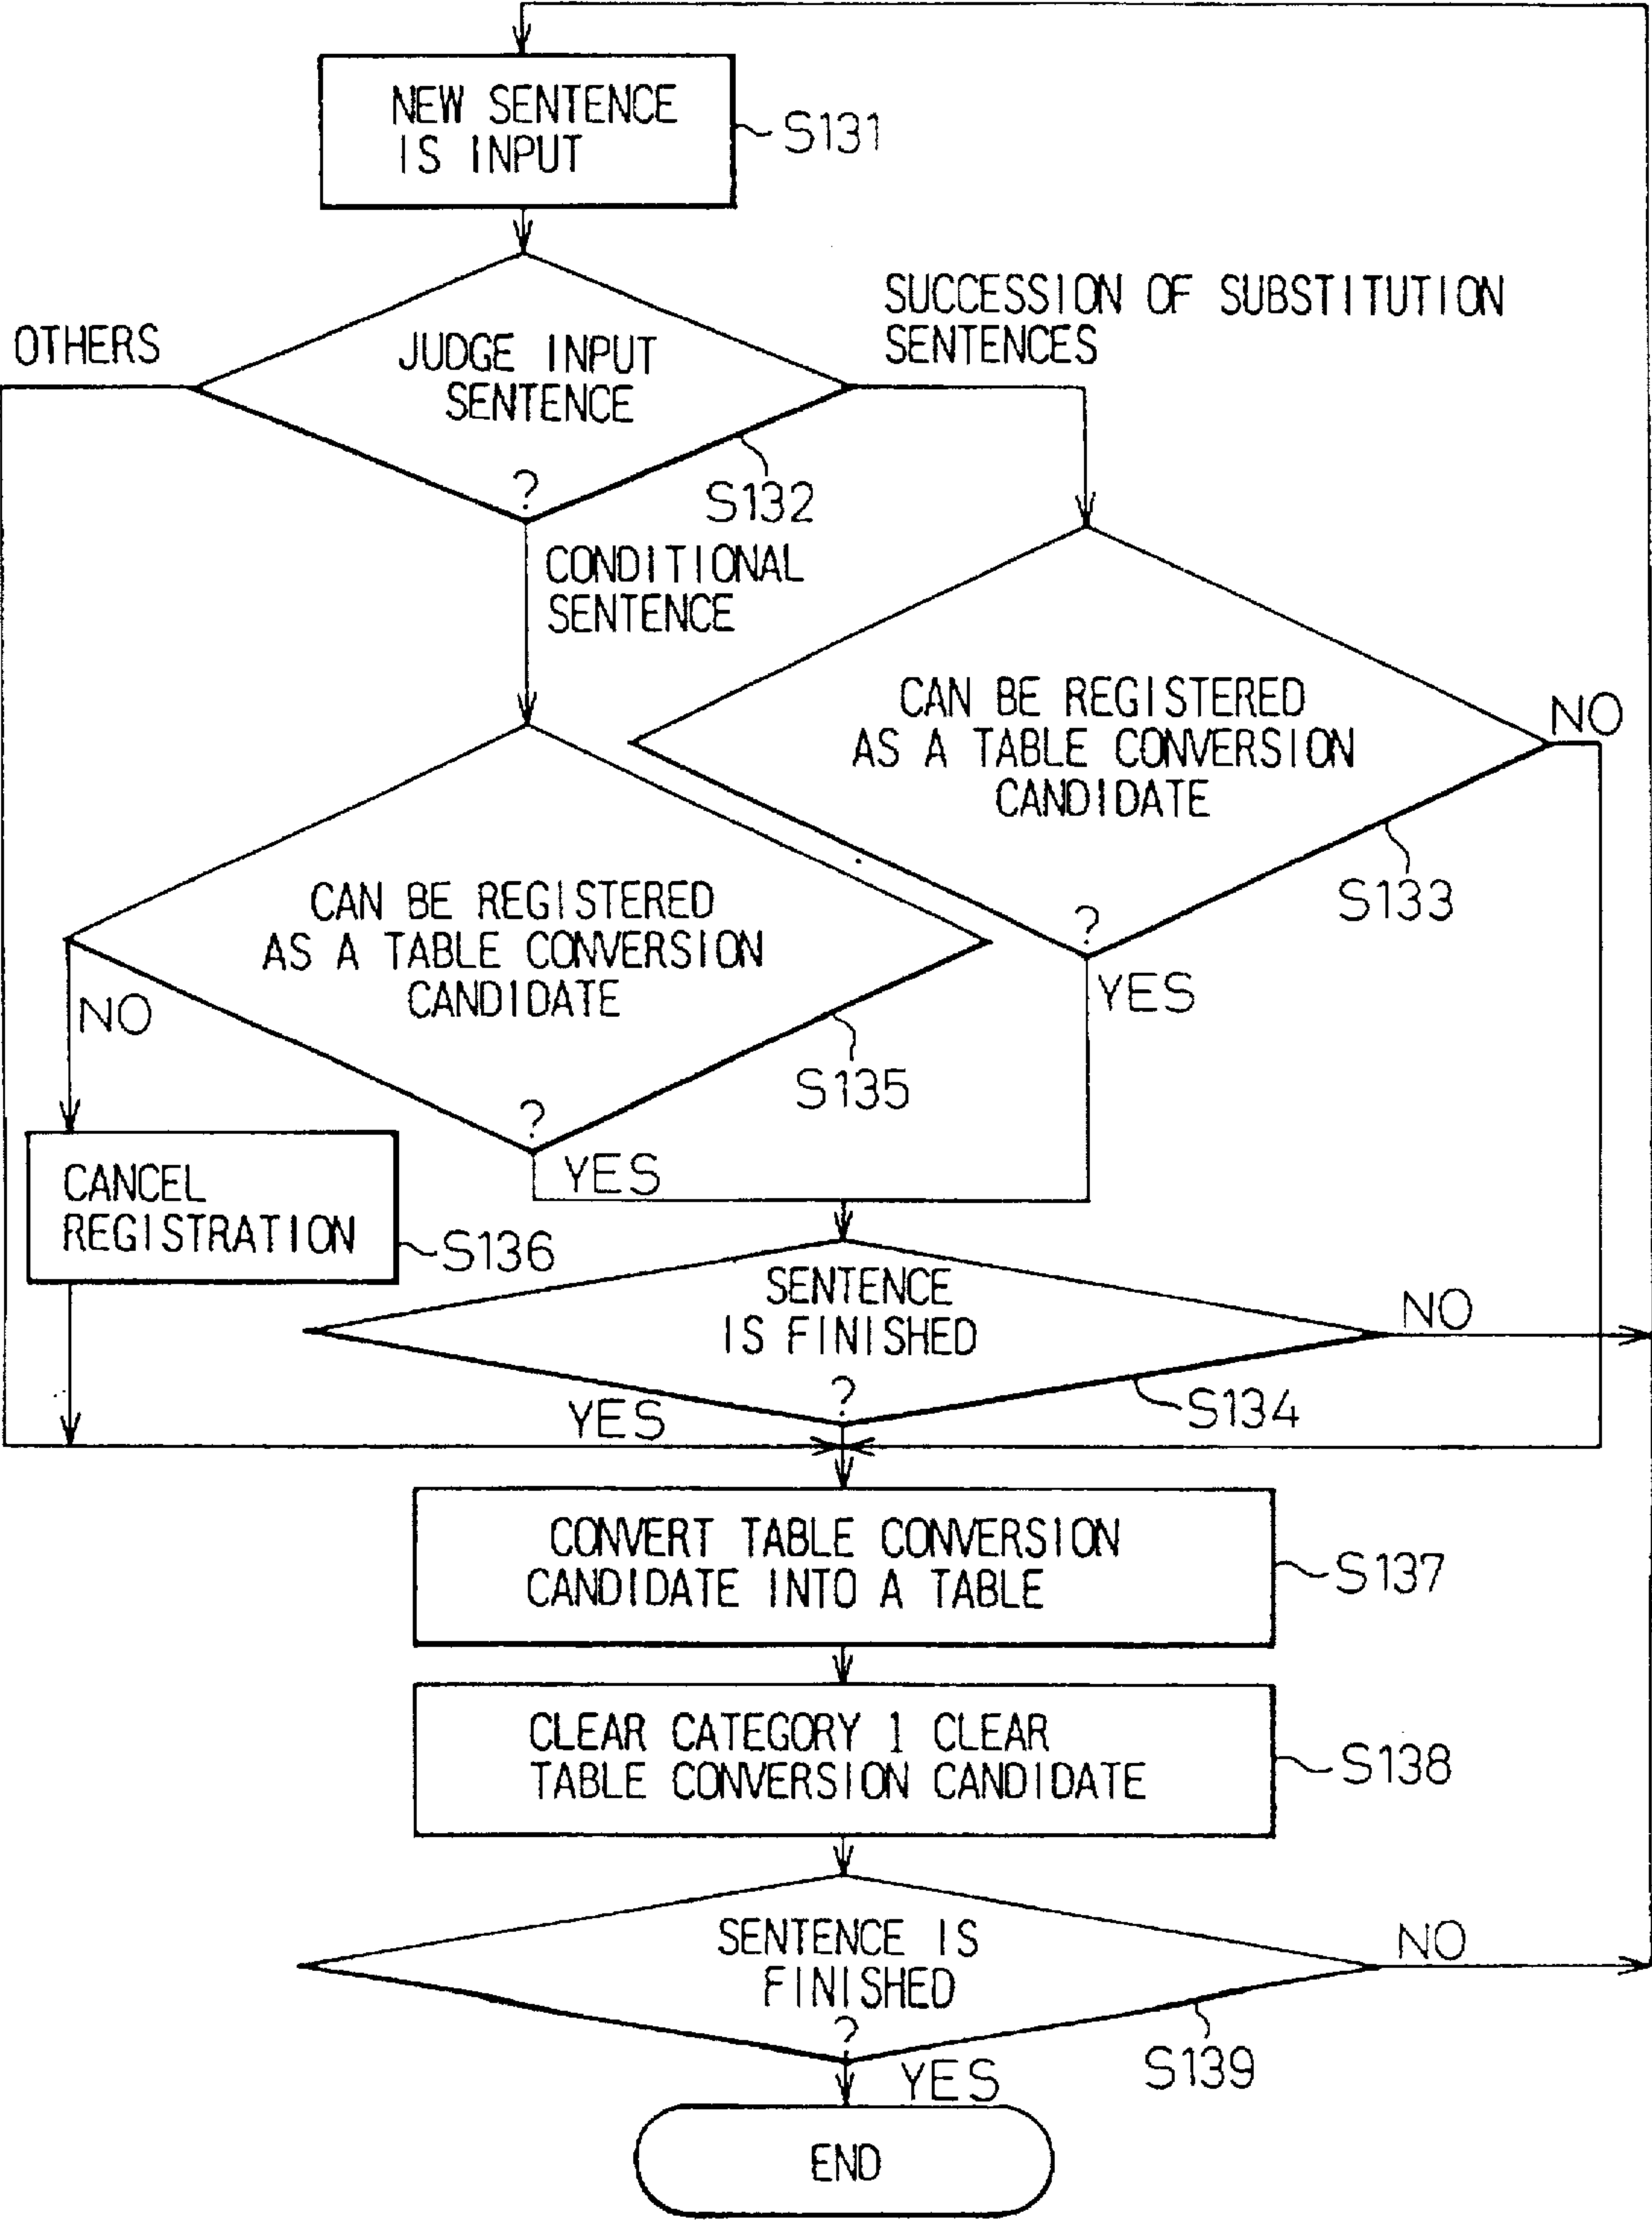 NEW SENTENCE
IS INPUT
S131
OTHERS
JUDGE INPUT
SENTENCE
?
S132
SUCCESSION OF SUBSTITUTION
SENTENCES
CONDITIONAL
SENTENCE
CAN BE REGISTERED
AS A TABLE CONVERSION
CANDIDATE
?
NO
S133
YES
CAN BE REGISTERED
AS A TABLE CONVERSION
CANDIDATE
?
NO
S135
YES
CANCEL
REGISTRATION
S136
SENTENCE
IS FINISHED
?
NO
S134
YES
CONVERT TABLE CONVERSION
CANDIDATE INTO A TABLE
S137
CLEAR CATEGORY 1 CLEAR
TABLE CONVERSION CANDIDATE
S138
SENTENCE IS
FINISHED
?
NO
S139
YES
END